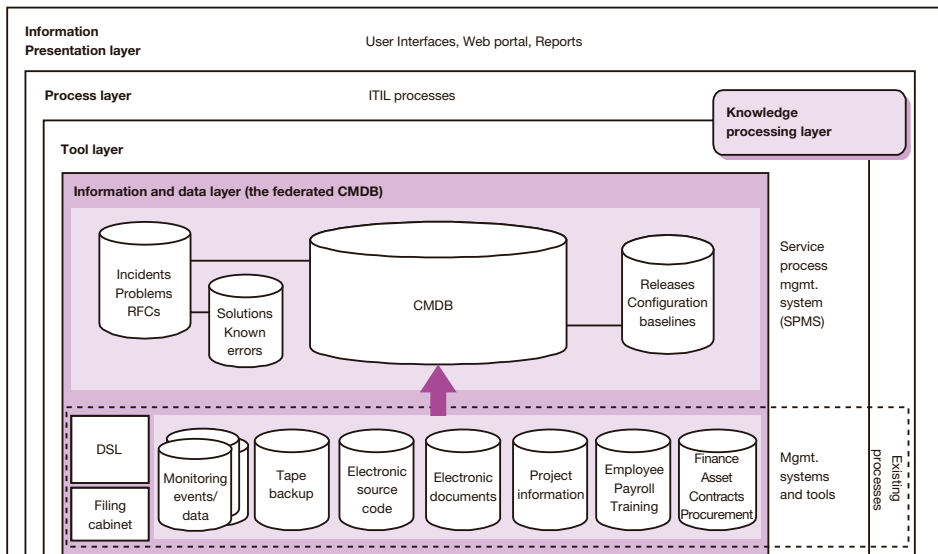 Information
Presentation layer
User Interfaces, Web portal, Reports
Process layer
ITIL processes
Knowledge
processing layer
Tool layer
Information and data layer (the federated CMDB)
Incidents
Problems
RFCs
Solutions
Known
errors
CMDB
Releases
Configuration
baselines
Service
process
mgmt.
system
(SPMS)
DSL
Filing
cabinet
Monitoring
events/
data
Tape
backup
Electronic
source
code
Electronic
documents
Project
information
Employee
Payroll
Training
Finance
Asset
Contracts
Procurement
Mgmt.
systems
and tools
Existing
processes